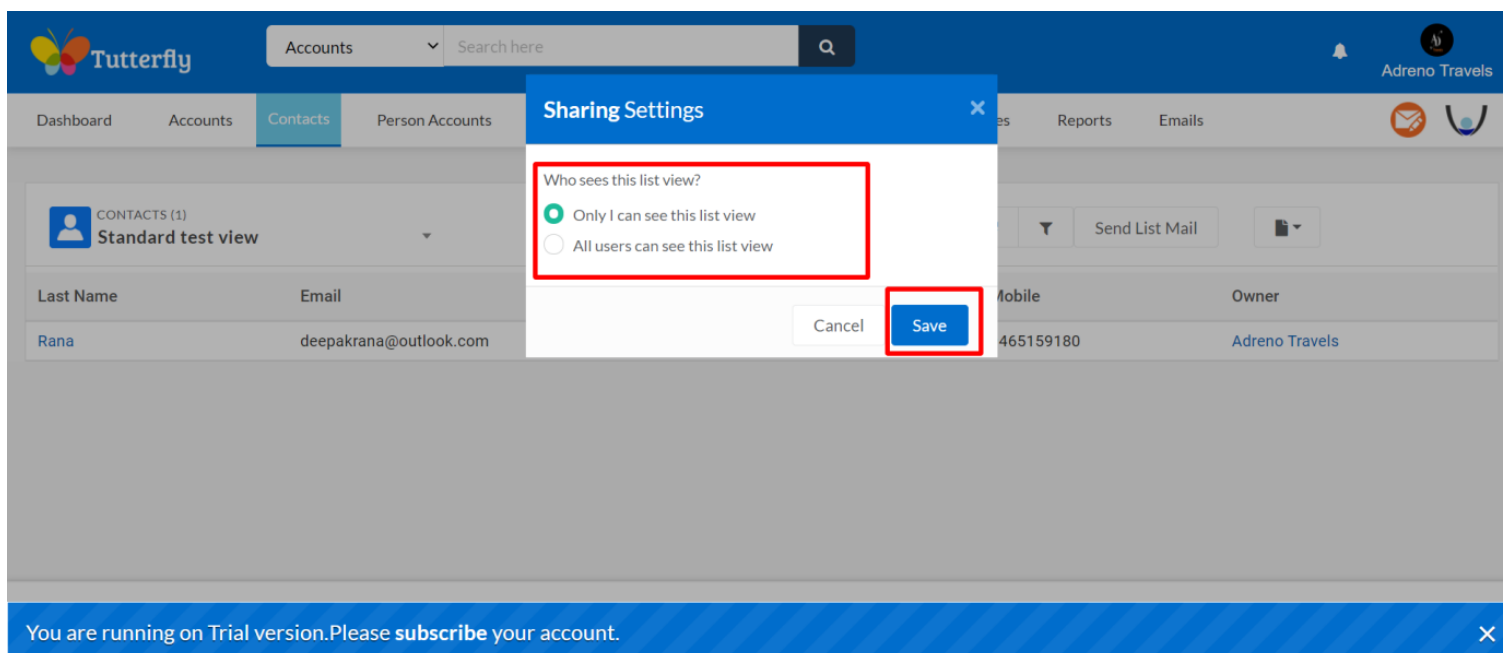 Tutterfly
Accounts
Search here
Adreno Travels
Dashboard Accounts Contacts Person Accounts
Reports Emails
Sharing Settings
Who sees this list view?
Only I can see this list view
All users can see this list view
Cancel Save
CONTACTS (1)
Standard test view
Send List Mail
Last Name Email Owner
Rana deepakrana@outlook.com 465159180 Adreno Travels
You are running on Trial version.Please subscribe your account.